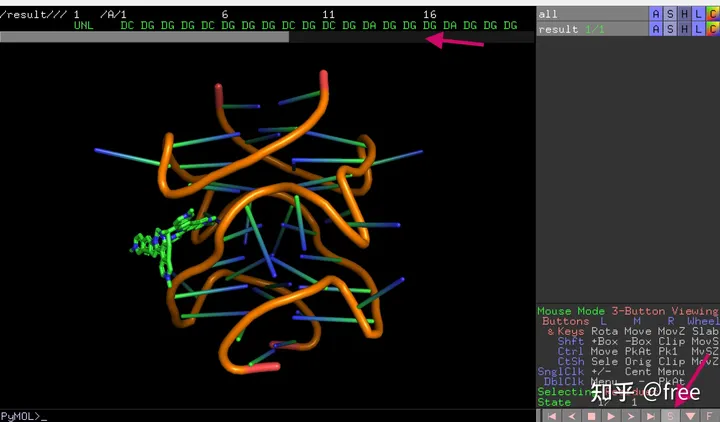 /result/// 1 /A/1 6 11 16
UNL DC DG DG DC DG DG DG DG DC DG DC DG DG DA DG DG DG DA DG DG DG
all A S H L C
result 1/1 A S H L C
Mouse Mode 3-Button Viewing
Buttons L M R Wheel
& Keys Rota Move MovZ Slab
Shft +Box -Box Clip MovS
Ctrl Move PkAt Pk1 MvSZ
CtSh Sele Orig Clip MovZ
SnglClk +/- Cent Menu
DblClk Menu - PkAt
Selecting
State 1/ 1
知乎 @free
PyMOL>_
S F